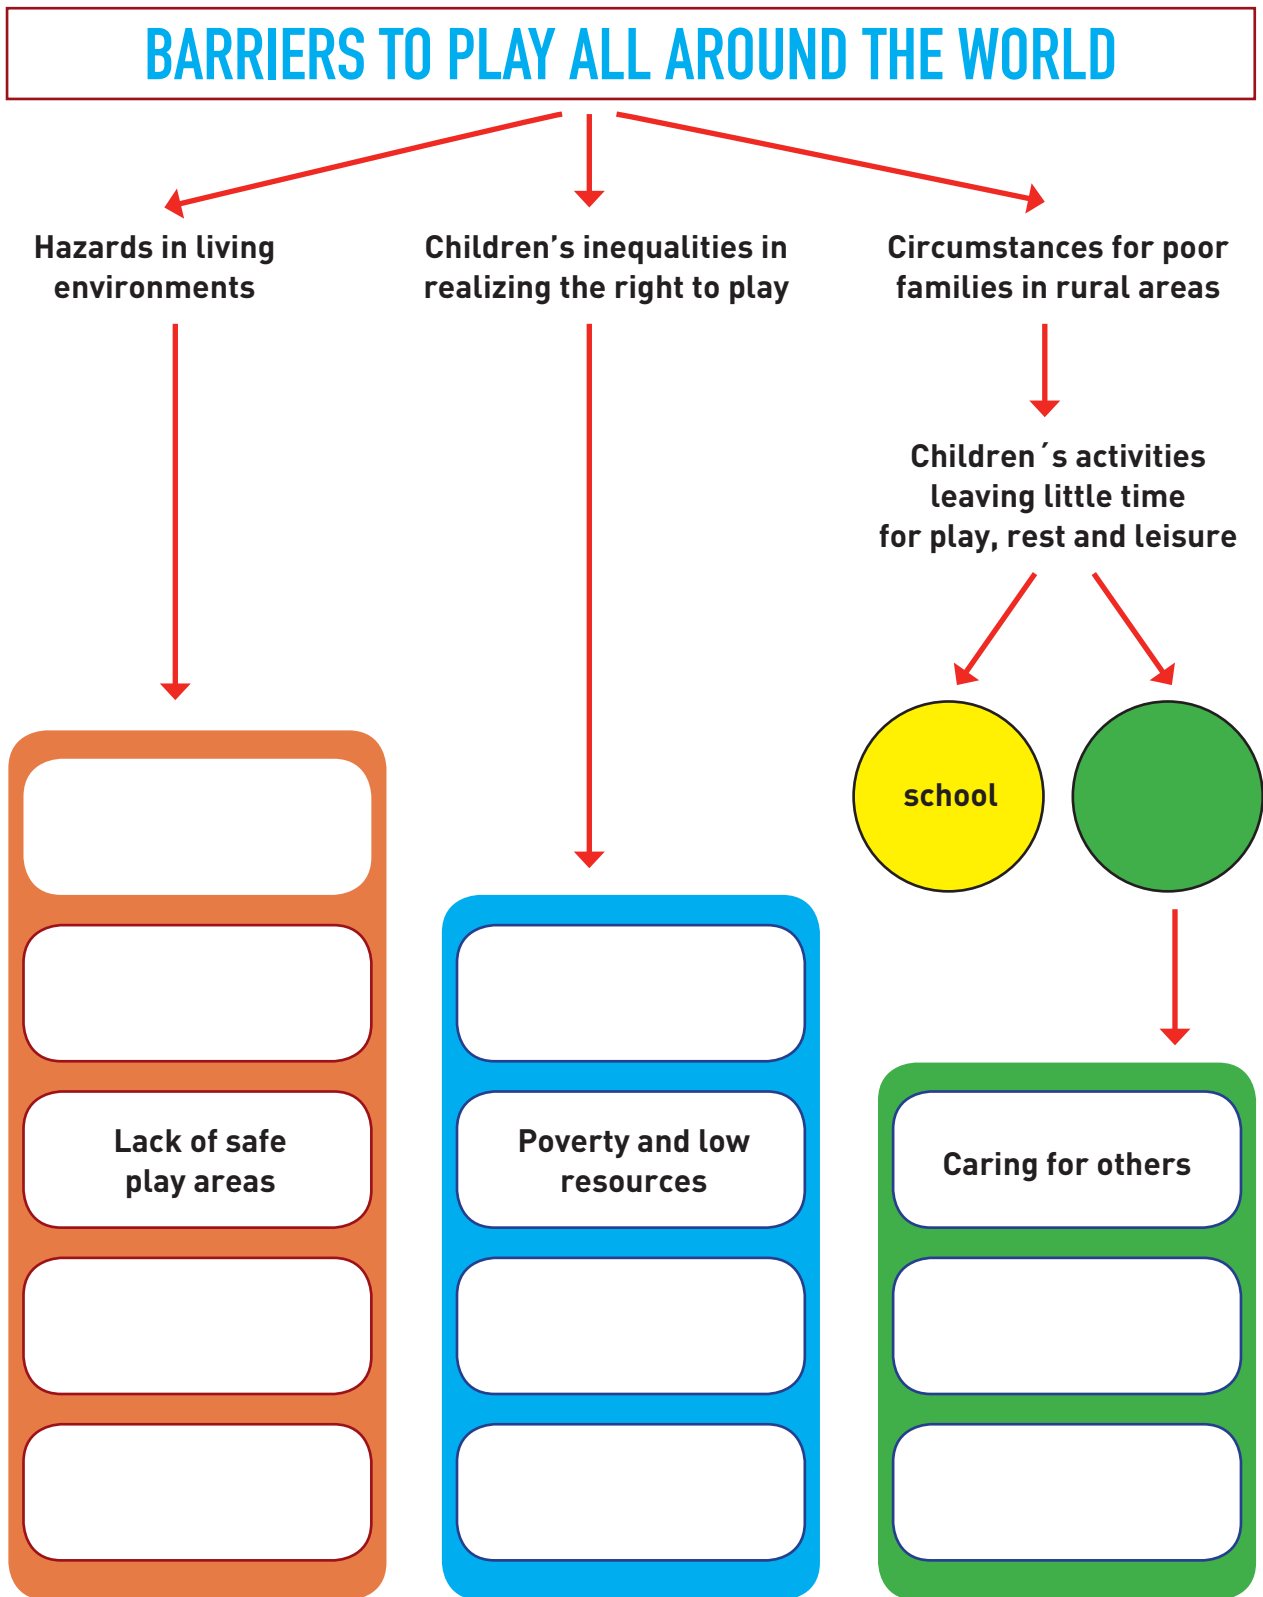 BARRIERS TO PLAY ALL AROUND THE WORLD
Hazards in living
environments
Children’s inequalities in
realizing the right to play
Circumstances for poor
families in rural areas
Children´s activities
leaving little time
for play, rest and leisure
school
Lack of safe
play areas
Poverty and low
resources
Caring for others